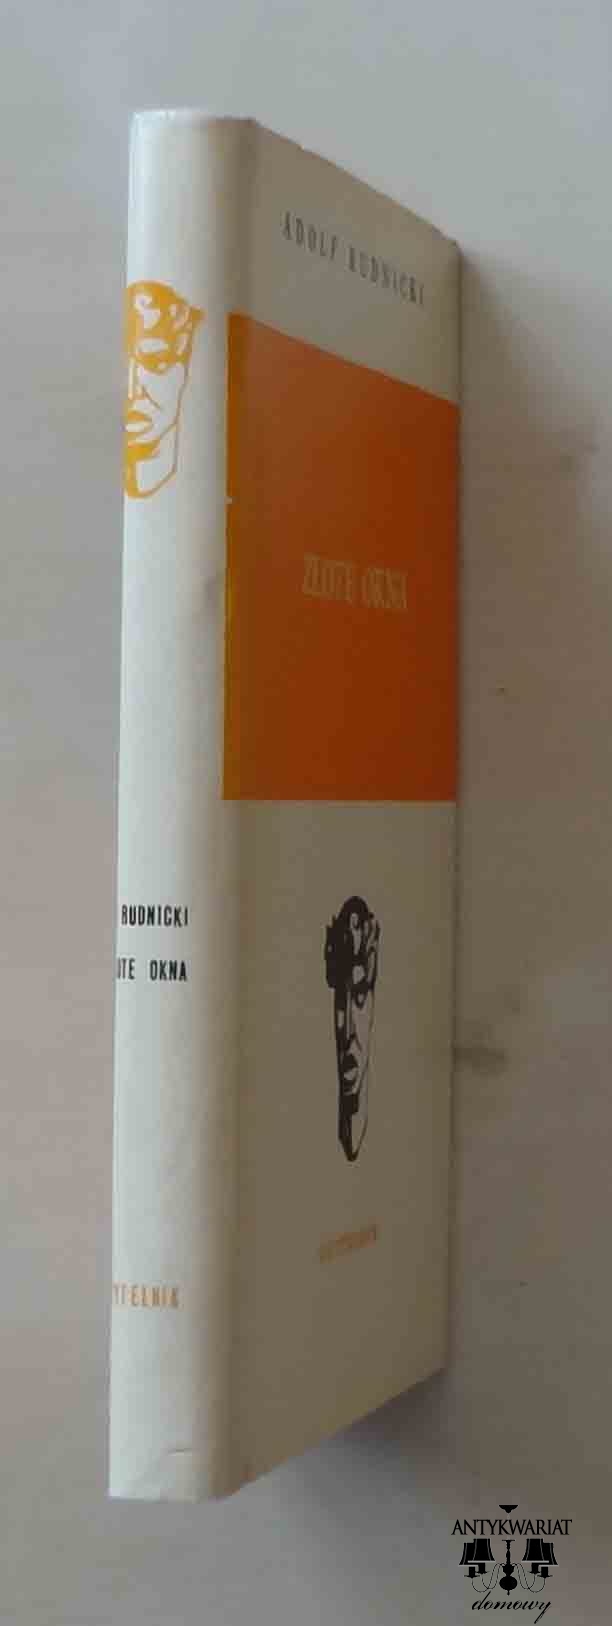 ADOLF RUDNICKI
ZŁOTE OKNA
RUDNICKI
OTE OKNA
YTELNIK
ANTYKWARIAT
domowy